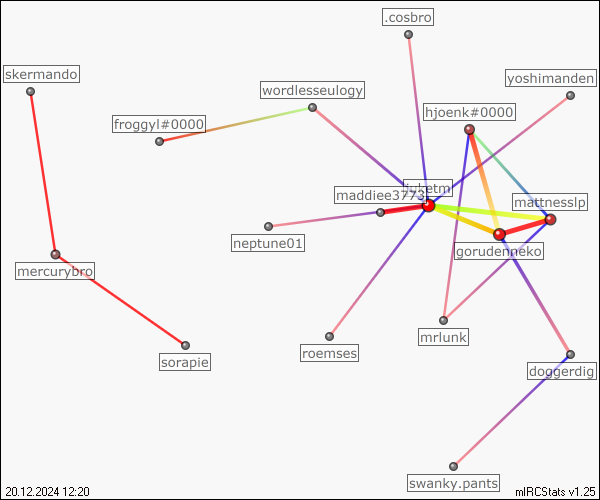 .cosbro
skermando
yoshimanden
wordlesseulogy
hjoenk#0000
froggyl#0000
maddiee3773
mattnesslp
neptune01
gorudenneko
mercurybro
mrlunk
roemses
sorapie
doggerdig
swanky.pants
20.12.2024 12:20
mIRCStats v1.25